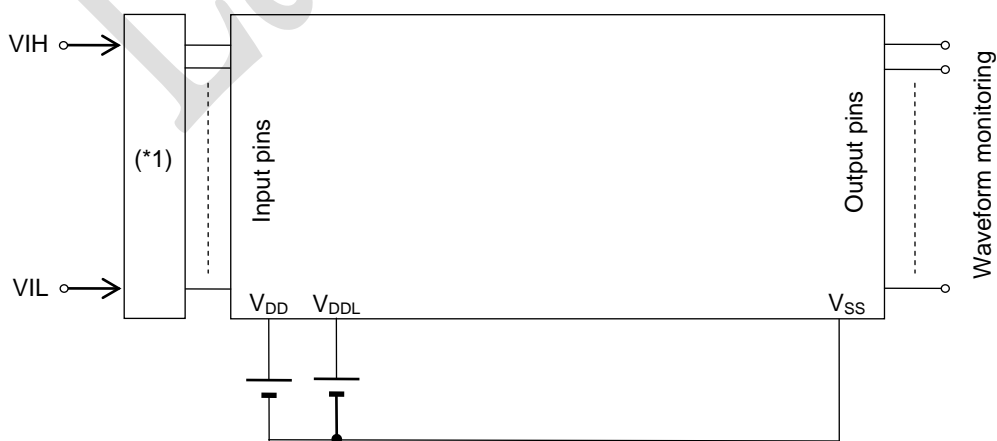 VIH
(*1)
VIL
Input pins
Output pins
Waveform monitoring
VDD
VDDL
VSS